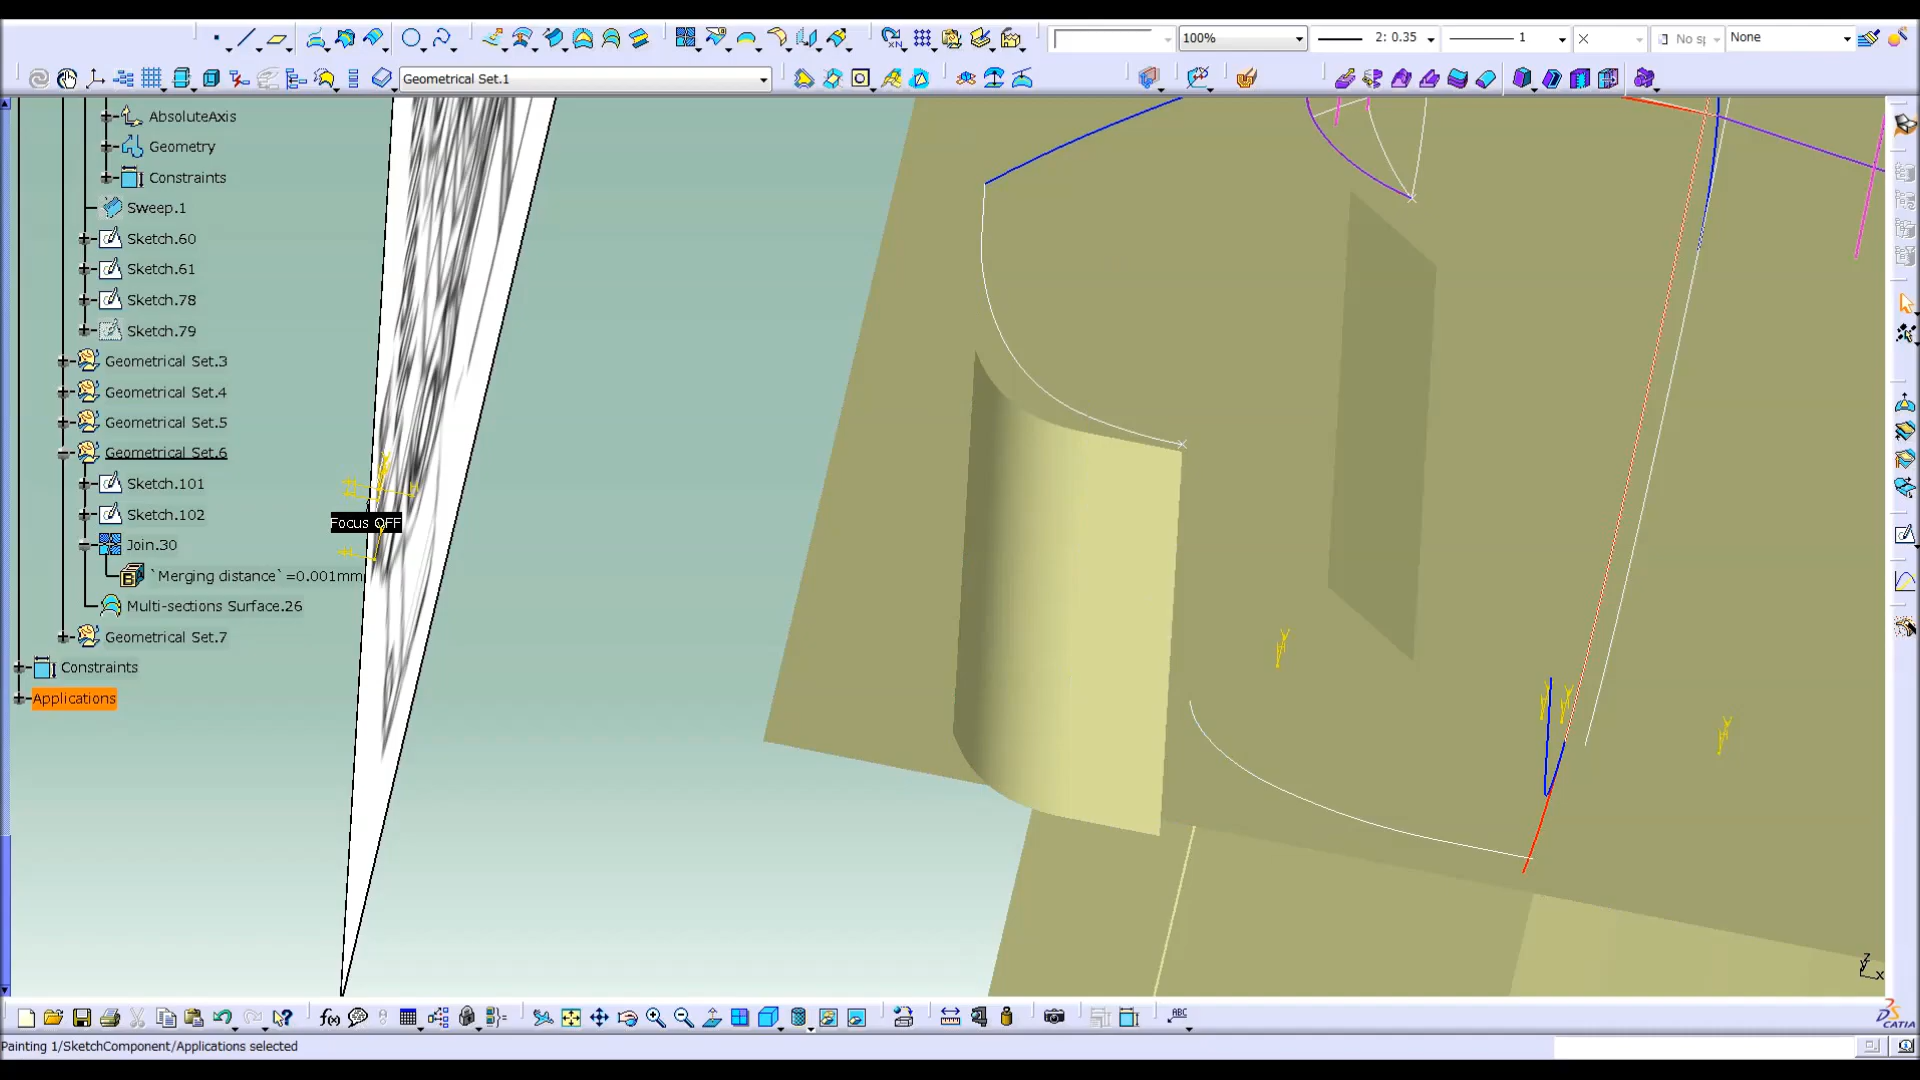 100%
2: 0.35
1
No s
None
Geometrical Set.1
AbsoluteAxis
Geometry
Constraints
Sweep.1
Sketch.60
Sketch.61
Sketch.78
Sketch.79
Geometrical Set.3
Geometrical Set.4
Geometrical Set.5
Geometrical Set.6
Sketch.101
Sketch.102
Focus OFF
Join.30
`Merging distance`=0.001mm
Multi-sections Surface.26
Geometrical Set.7
Constraints
Applications
z
y
x
f(x)
ABC
CATIA
Painting 1/SketchComponent/Applications selected